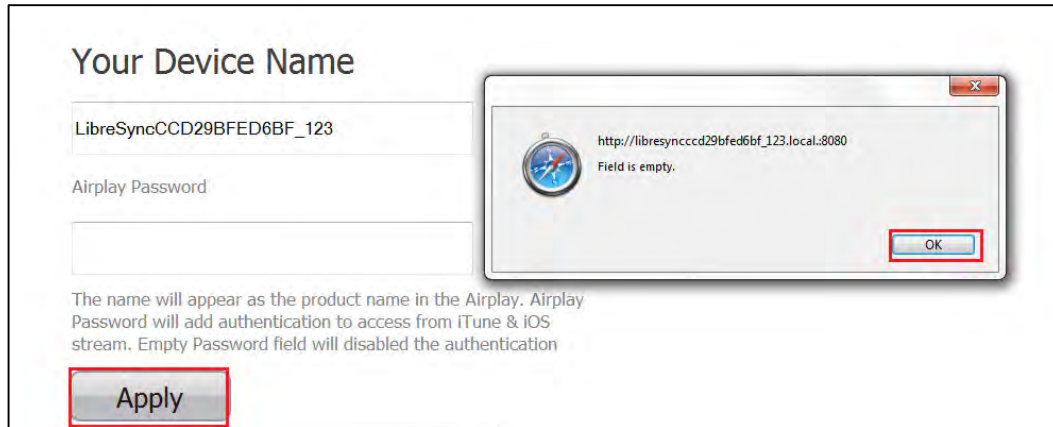 Your Device Name
LibreSyncCCD29BFED6BF_123
Airplay Password
The name will appear as the product name in the Airplay. Airplay
Password will add authentication to access from iTune & iOS
stream. Empty Password field will disabled the authentication
Apply
http://libresyncccd29bfed6bf_123.local.:8080
Field is empty.
OK